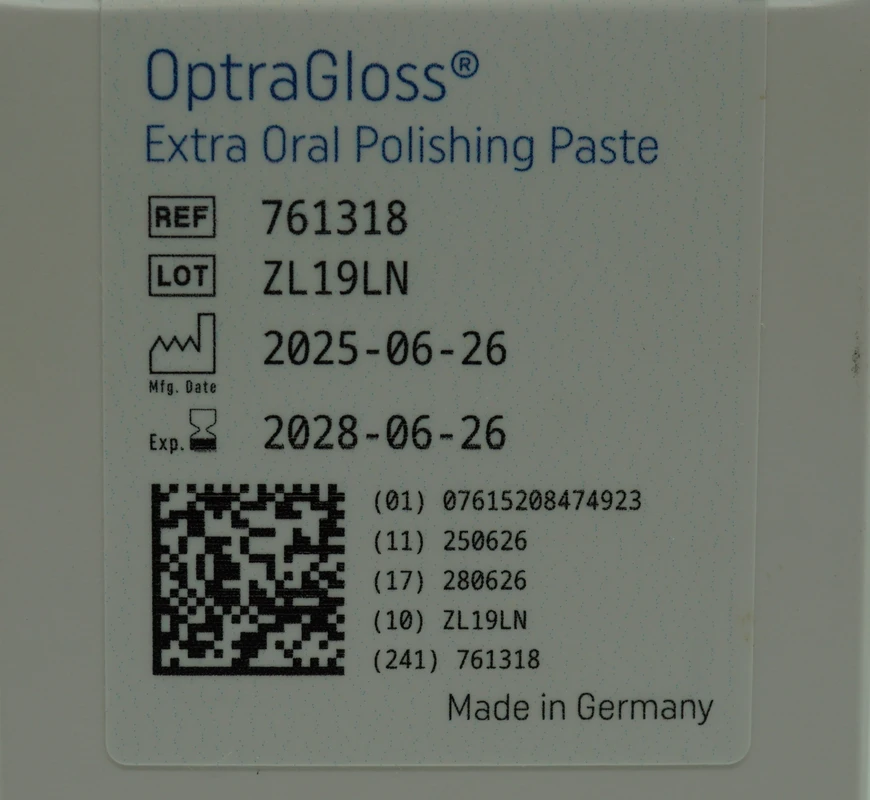 OptraGloss®
Extra Oral Polishing Paste
REF 761318
LOT ZL19LN
2025-06-26
Mfg. Date
Exp. 2028-06-26
(01) 07615208474923
(11) 250626
(17) 280626
(10) ZL19LN
(241) 761318
Made in Germany